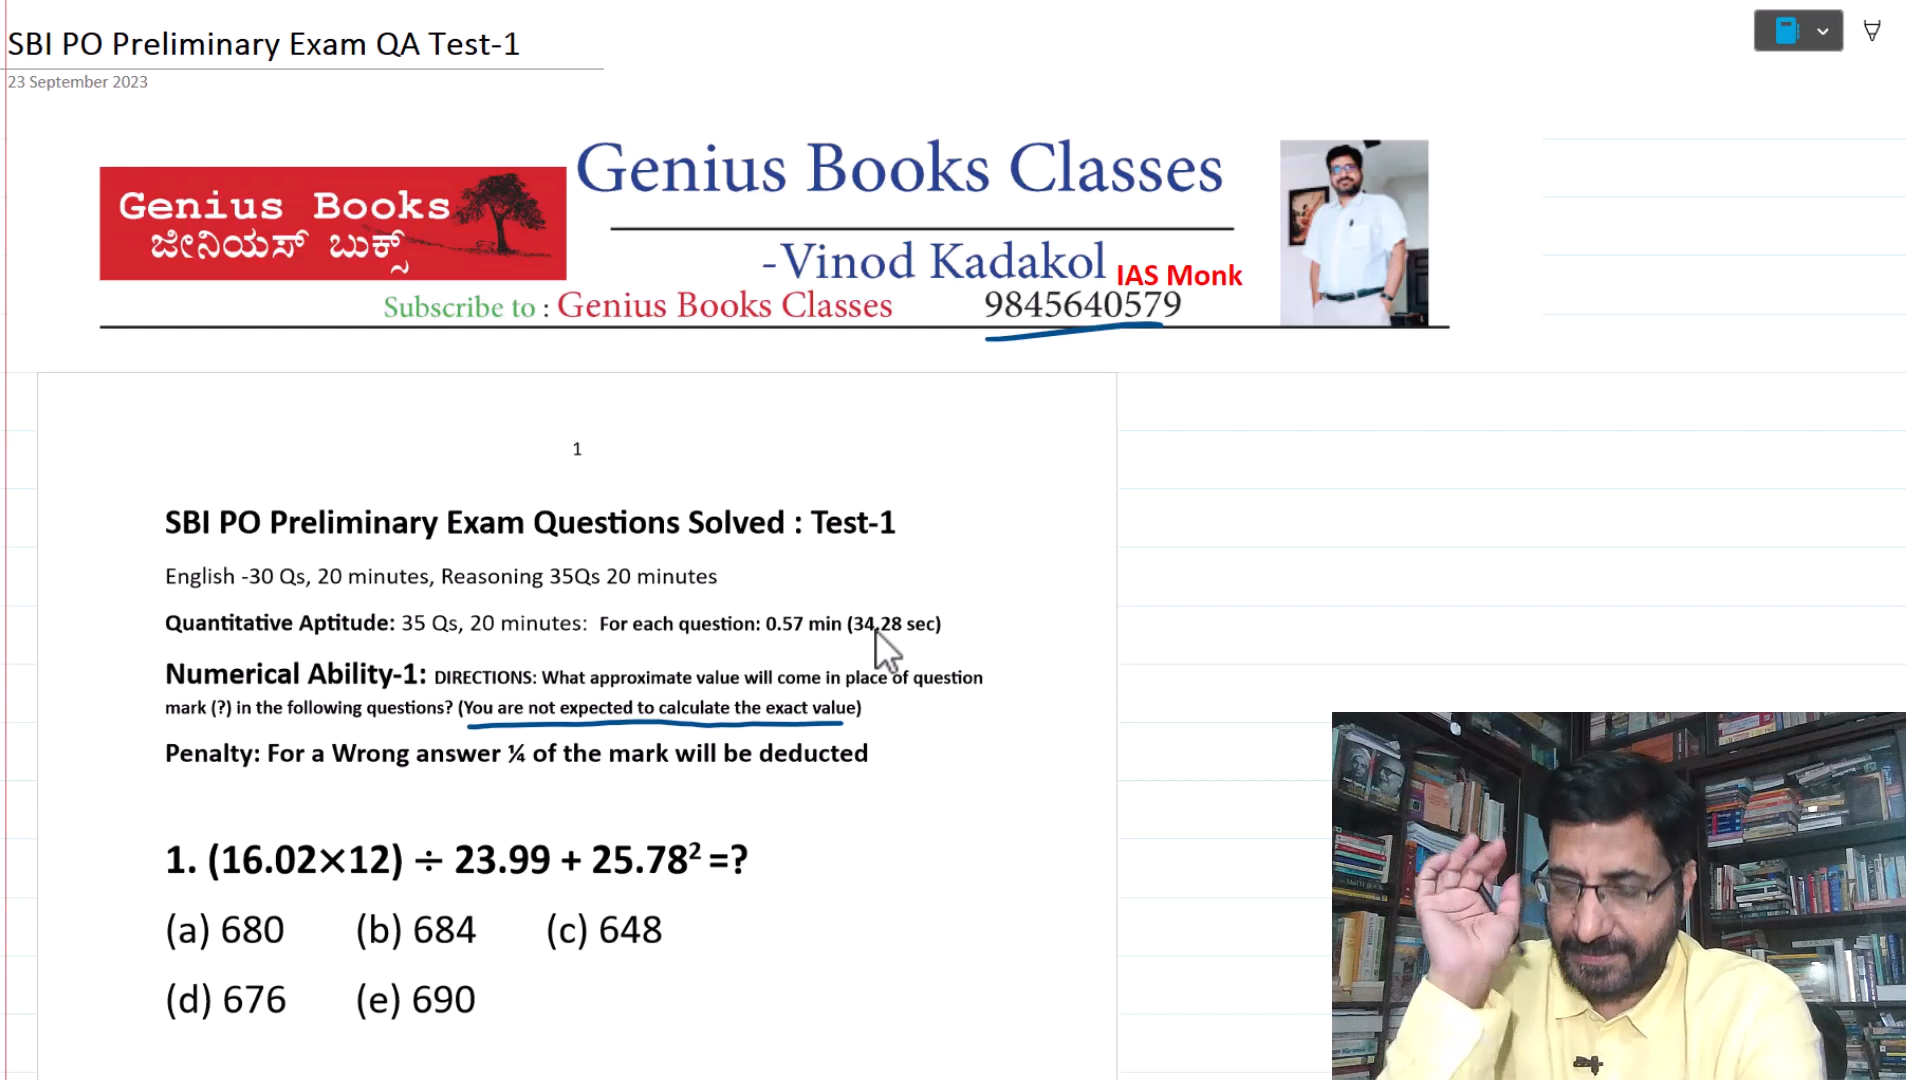 SBI PO Preliminary Exam QA Test-1
23 September 2023
Genius Books
ಜೀನಿಯಸ್ ಬುಕ್ಸ್
Genius Books Classes
-Vinod Kadakol IAS Monk
Subscribe to : Genius Books Classes 9845640579
1
SBI PO Preliminary Exam Questions Solved : Test-1
English -30 Qs, 20 minutes, Reasoning 35Qs 20 minutes
Quantitative Aptitude: 35 Qs, 20 minutes: For each question: 0.57 min (34.28 sec)
Numerical Ability-1: DIRECTIONS: What approximate value will come in place of question
mark (?) in the following questions? (You are not expected to calculate the exact value)
Penalty: For a Wrong answer ¼ of the mark will be deducted
1. (16.02×12) ÷ 23.99 + 25.78² =?
(a) 680 (b) 684 (c) 648
(d) 676 (e) 690